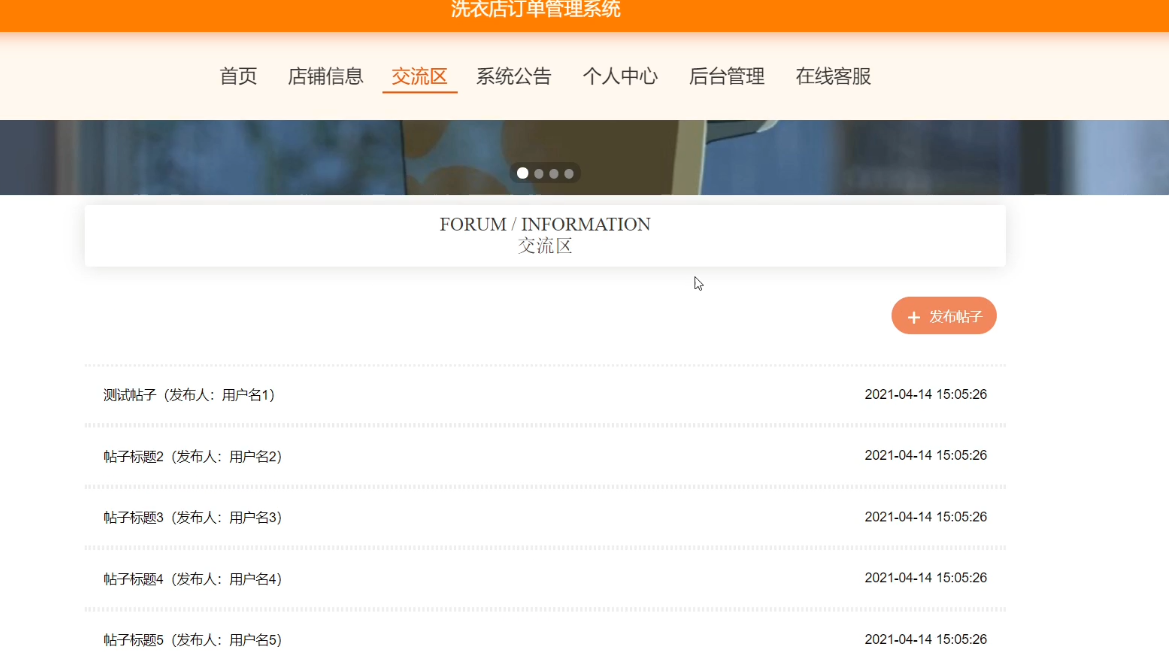 洗衣店订单管理系统
首页 店铺信息 交流区 系统公告 个人中心 后台管理 在线客服
FORUM / INFORMATION
交流区
+ 发布帖子
测试帖子（发布人：用户名1） 2021-04-14 15:05:26
帖子标题2（发布人：用户名2） 2021-04-14 15:05:26
帖子标题3（发布人：用户名3） 2021-04-14 15:05:26
帖子标题4（发布人：用户名4） 2021-04-14 15:05:26
帖子标题5（发布人：用户名5） 2021-04-14 15:05:26